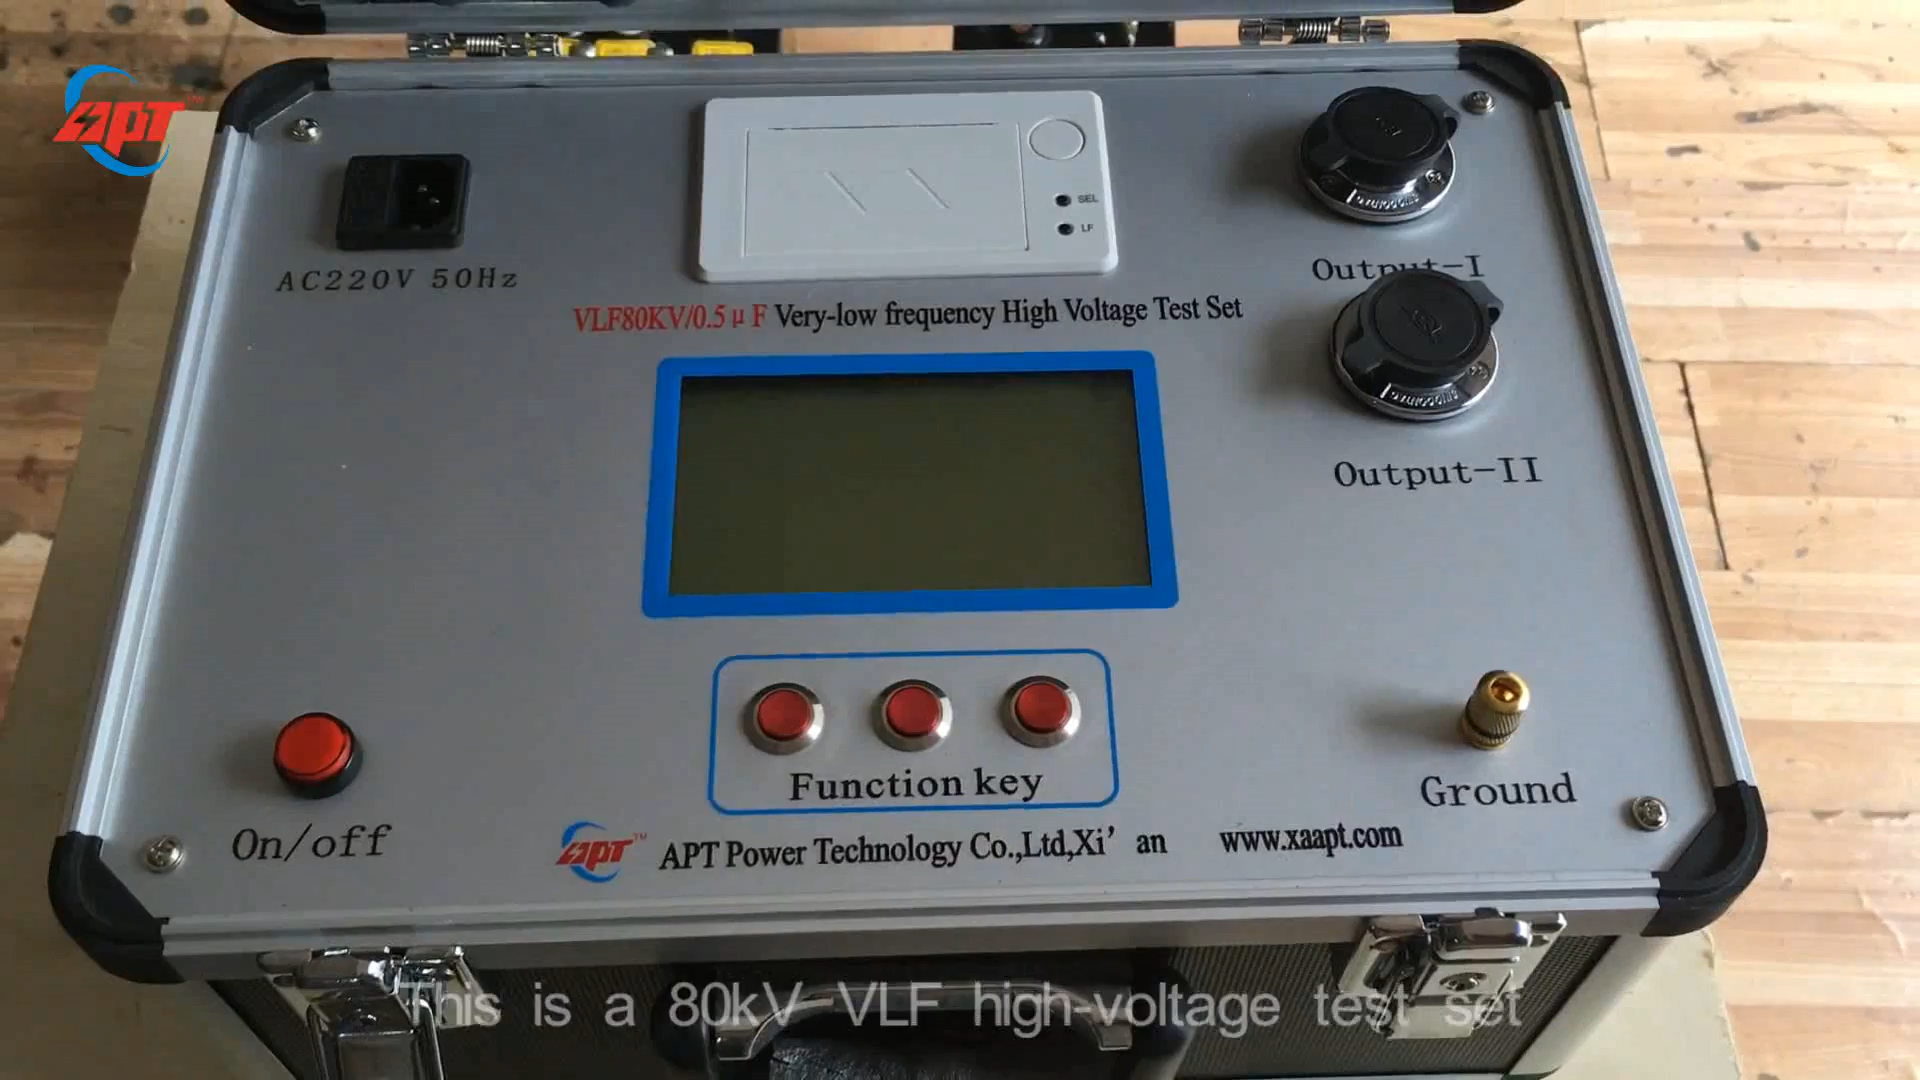 APT™
SEL
LF
AC220V 50Hz
Output-I
VLF80KV/0.5μF Very-low frequency High Voltage Test Set
Output-II
Function key
Ground
On/off
APT™ APT Power Technology Co.,Ltd,Xi’an www.xaapt.com
This is a 80kV VLF high-voltage test set